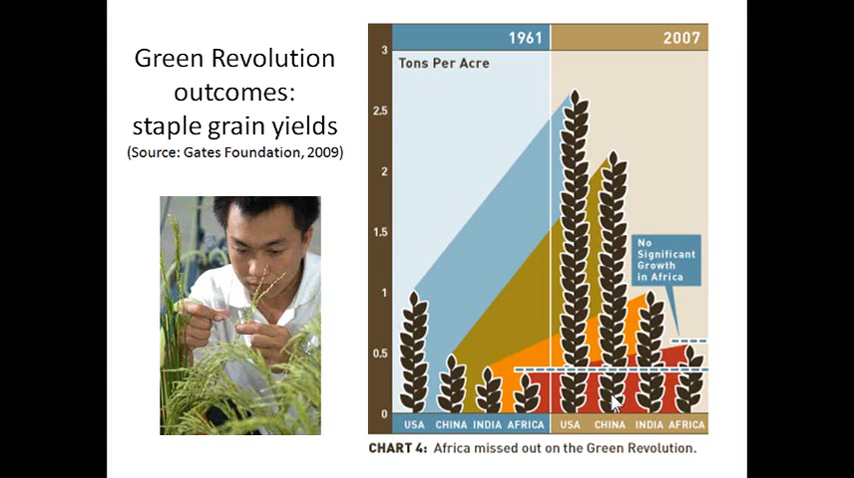 Green Revolution
outcomes:
staple grain yields
(Source: Gates Foundation, 2009)
1961
2007
3
Tons Per Acre
2.5
2
1.5
No
Significant
Growth
in Africa
1
0.5
0
USA CHINA INDIA AFRICA USA CHINA INDIA AFRICA
CHART 4: Africa missed out on the Green Revolution.